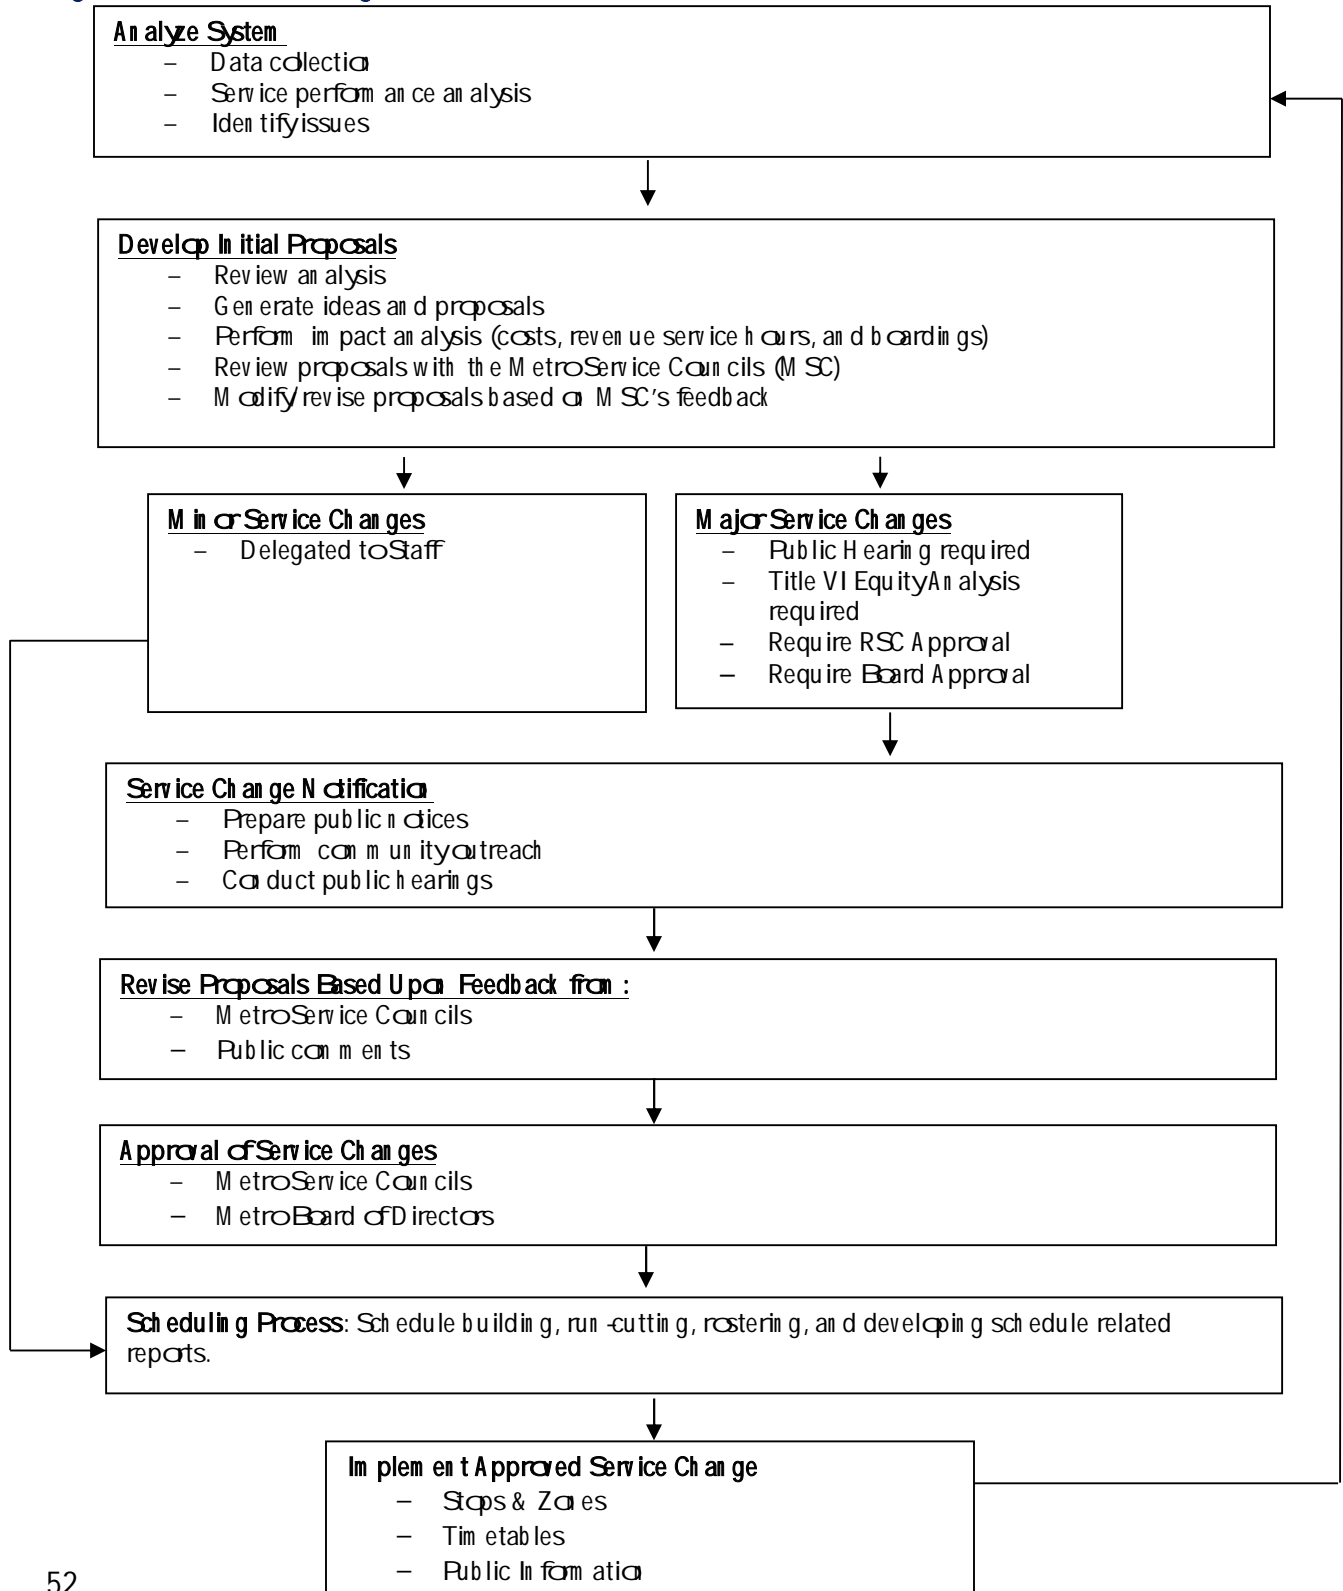 Analyze System
– Data collection
– Service performance analysis
– Identify issues
Develop Initial Proposals
– Review analysis
– Generate ideas and proposals
– Perform impact analysis (costs, revenue service hours, and boardings)
– Review proposals with the Metro Service Councils (MSC)
– Modify/revise proposals based on MSC's feedback
Minor Service Changes
– Delegated to Staff
Major Service Changes
– Public Hearing required
– Title VI Equity Analysis
required
– Require RSC Approval
– Require Board Approval
Service Change Notification
– Prepare public notices
– Perform community outreach
– Conduct public hearings
Revise Proposals Based Upon Feedback from:
– Metro Service Councils
– Public comments
Approval of Service Changes
– Metro Service Councils
– Metro Board of Directors
Scheduling Process: Schedule building, run-cutting, rostering, and developing schedule related
reports.
Implement Approved Service Change
– Stops & Zones
– Timetables
– Public Information
52